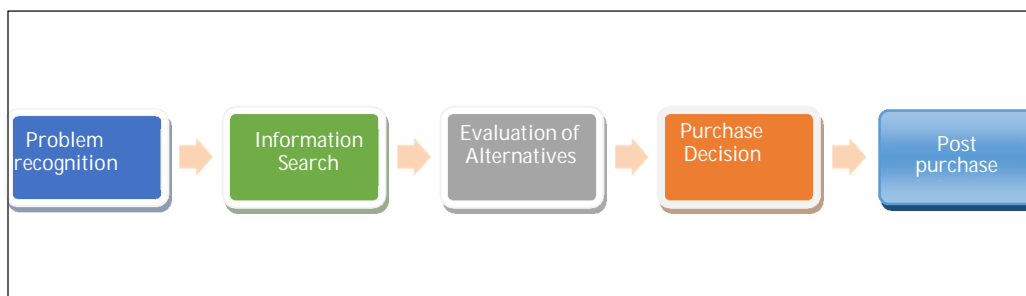 Problem
recognition
Information
Search
Evaluation of
Alternatives
Purchase
Decision
Post
purchase